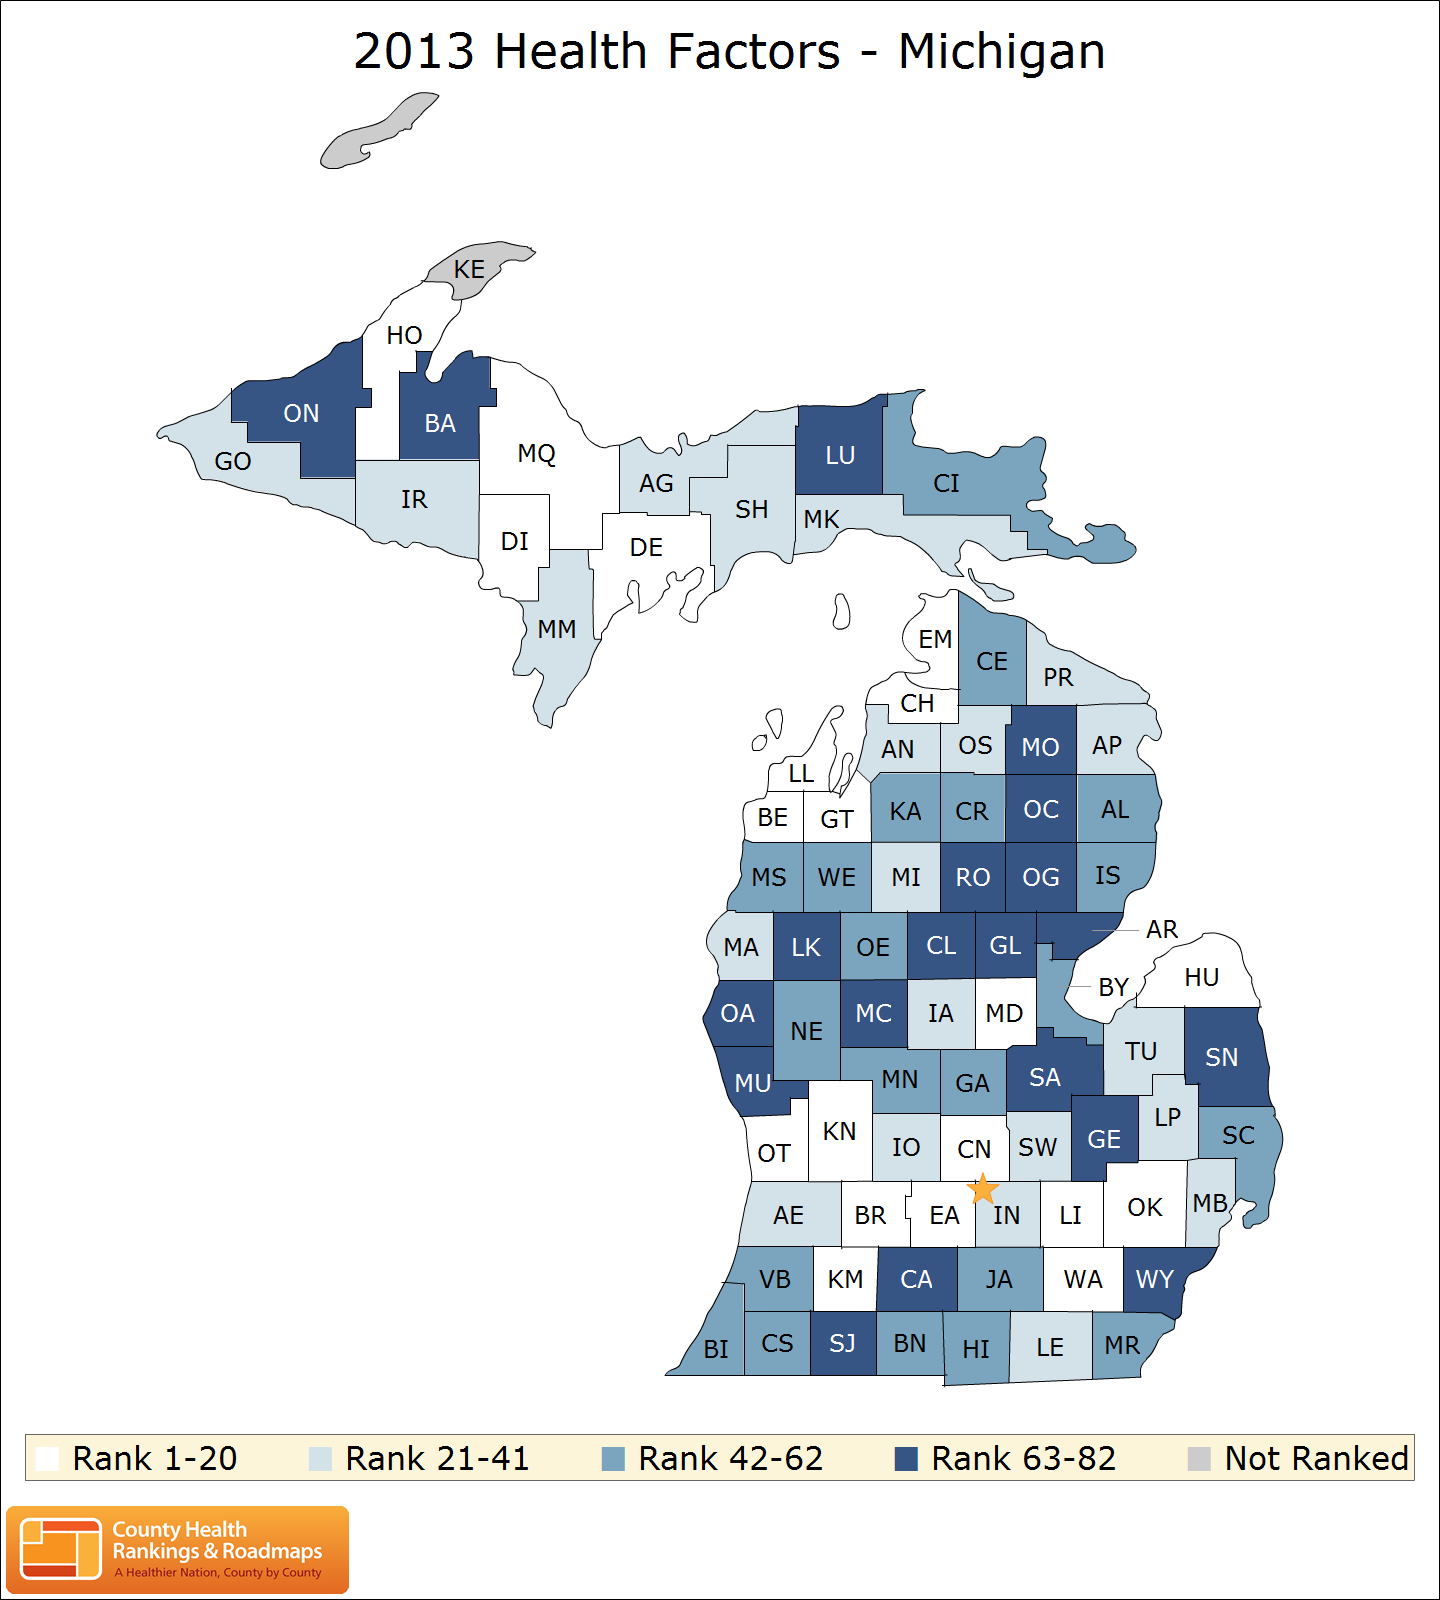 2013 Health Factors - Michigan
KE
HO
ON
BA
MQ
GO
LU
IR
AG
CI
SH
MK
DI
DE
MM
EM
CE
PR
CH
AN
OS
MO
AP
LL
BE
GT
KA
CR
OC
AL
MS
WE
MI
RO
OG
IS
AR
MA
LK
OE
CL
GL
BY
HU
OA
NE
MC
IA
MD
TU
SN
MU
MN
GA
SA
LP
SC
OT
KN
IO
CN
SW
GE
AE
BR
EA
IN
LI
OK
MB
VB
KM
CA
JA
WA
WY
BI
CS
SJ
BN
HI
LE
MR
Rank 1-20 Rank 21-41 Rank 42-62 Rank 63-82 Not Ranked
County Health
Rankings & Roadmaps
A Healthier Nation, County by County